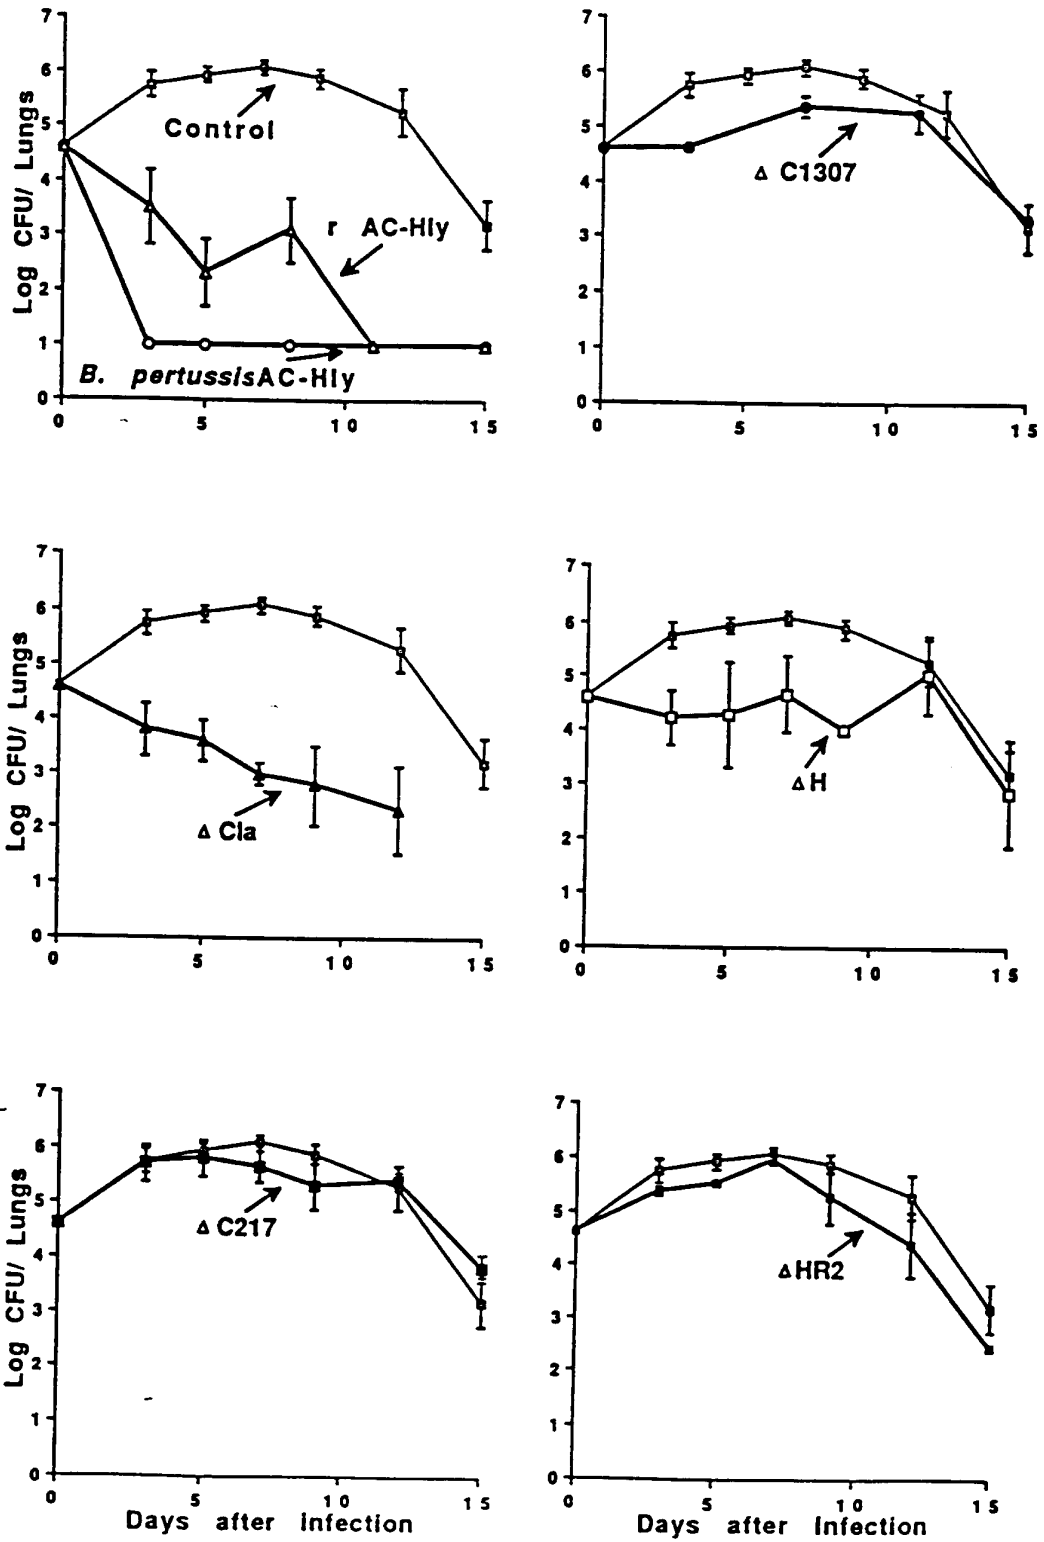 7
6
5
4
3
2
1
0
Log CFU/ Lungs
Control
r AC-Hly
B. pertussis AC-Hly
0 5 10 15
7
6
5
4
3
2
1
0
Δ C1307
0 5 10 15
7
6
5
4
3
2
1
0
Log CFU/ Lungs
Δ Cla
0 5 10 15
7
6
5
4
3
2
1
0
Δ H
0 5 10 15
7
6
5
4
3
2
1
0
Log CFU/ Lungs
Δ C217
0 5 10 15
Days after infection
7
6
5
4
3
2
1
0
Δ HR2
0 5 10 15
Days after infection